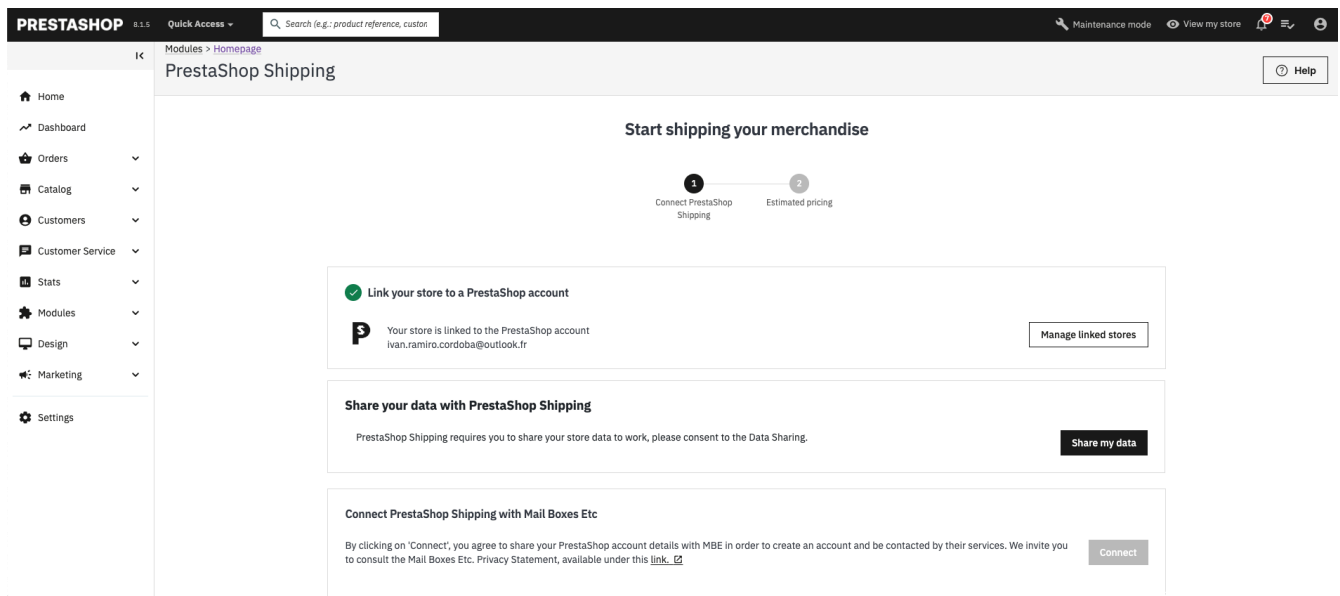 PRESTASHOP 8.1.5 Quick Access Search (e.g.: product reference, custon Maintenance mode View my store 7
Modules > Homepage
PrestaShop Shipping
Help
Home
Dashboard
Orders
Catalog
Customers
Customer Service
Stats
Modules
Design
Marketing
Settings
Start shipping your merchandise
1 2
Connect PrestaShop Estimated pricing
Shipping
Link your store to a PrestaShop account
Your store is linked to the PrestaShop account
ivan.ramiro.cordoba@outlook.fr
Manage linked stores
Share your data with PrestaShop Shipping
PrestaShop Shipping requires you to share your store data to work, please consent to the Data Sharing.
Share my data
Connect PrestaShop Shipping with Mail Boxes Etc
By clicking on 'Connect', you agree to share your PrestaShop account details with MBE in order to create an account and be contacted by their services. We invite you
to consult the Mail Boxes Etc. Privacy Statement, available under this link.
Connect